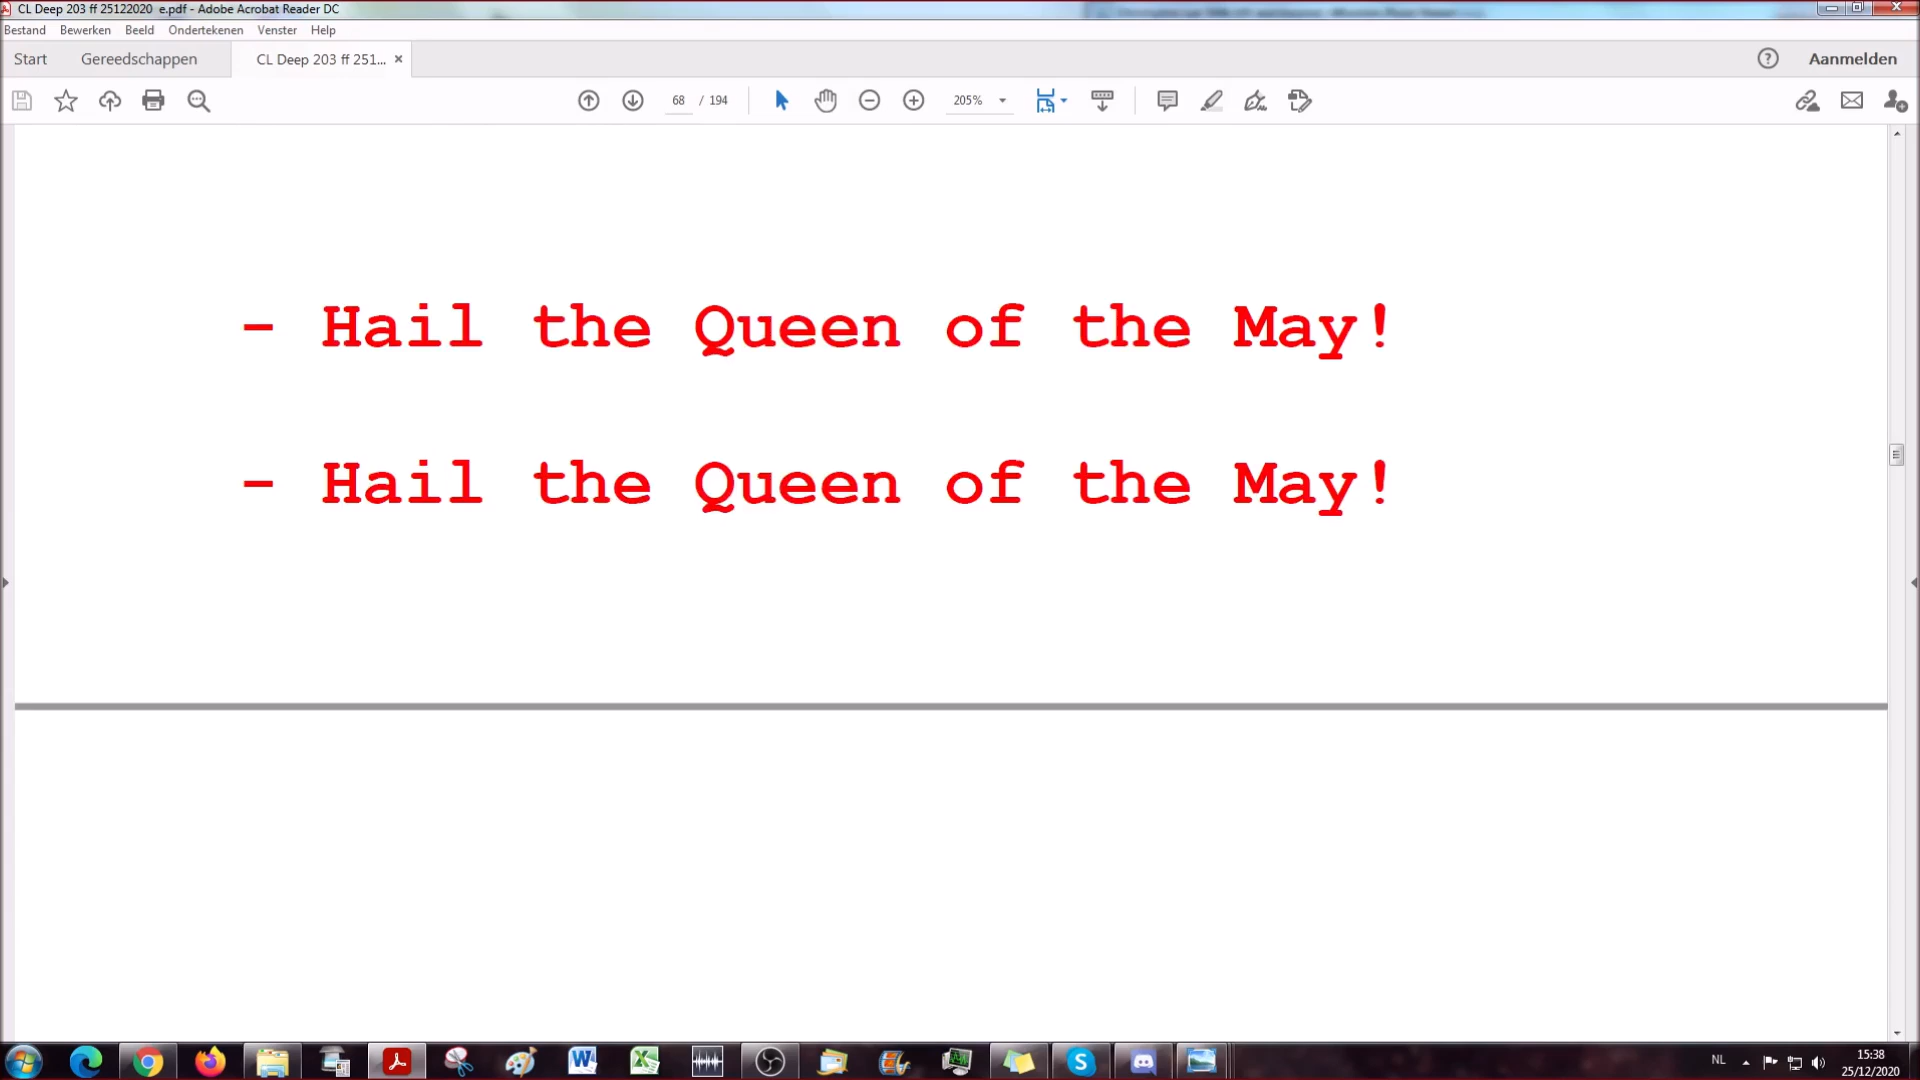 CL Deep 203 ff 25122020 e.pdf - Adobe Acrobat Reader DC
Bestand Bewerken Beeld Ondertekenen Venster Help
Start Gereedschappen CL Deep 203 ff 251... Aanmelden
68 / 194 205%
- Hail the Queen of the May!
- Hail the Queen of the May!
NL 15:38
25/12/2020